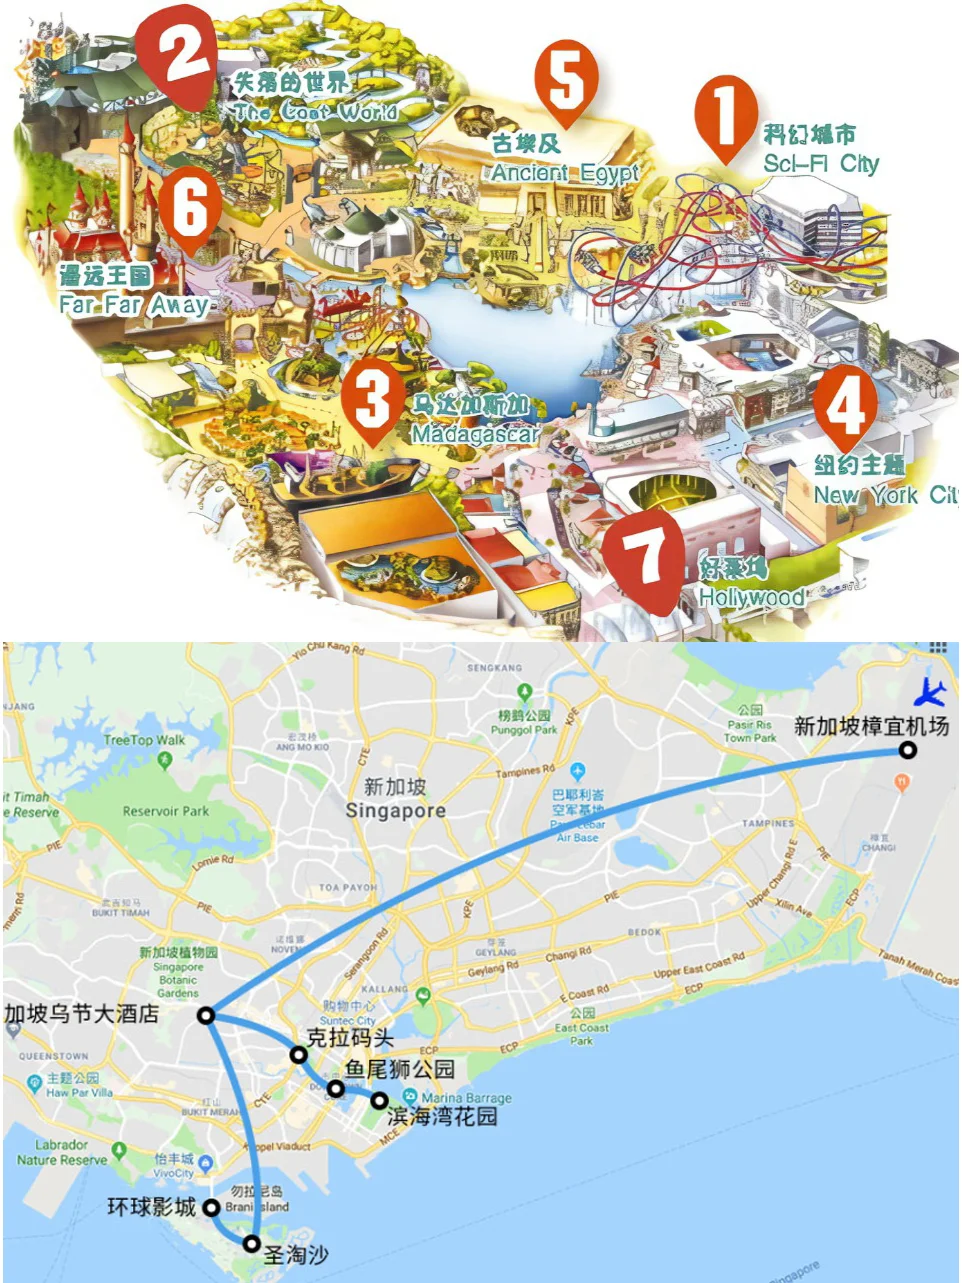 2
失落的世界
The Lost World
5
古埃及
Ancient Egypt
1
科幻城市
Sci-Fi City
6
遥远王国
Far Far Away
3
马达加斯加
Madagascar
4
纽约主题
New York City
7
好莱坞
Hollywood
Yio Chu Kang Rd
SENGKANG
NJANG
榜鹅公园
Punggol Park
KPE
公园
Pasir Ris
Town Park
新加坡樟宜机场
TreeTop Walk
宏茂桥
ANG MO KIO
CTE
Tampines Rd
新加坡
Singapore
巴耶利峇
空军基地
Paya Lebar
Air Base
it Timah
e Reserve
Reservoir Park
TAMPINES
樟宜
CHANGI
PIE
Lornie Rd
PIE
Upper Changi Rd E
TOA PAYOH
PIE
ECP
武吉知马
BUKIT TIMAH
PIE
KPE
Xilin Ave
新加坡植物园
Singapore
Botanic
Gardens
诺维娜
NOVEN
Serangoon Rd
芽笼
GEYLANG
BEDOK
Changi Rd
Geylang Rd
Upper East Coast Rd
Tanah Merah Coast
KALLANG
E Coast Rd
ECP
加坡乌节大酒店
购物中心
Suntec City
公园
East Coast
Park
克拉码头
QUEENSTOWN
ECP
ECP
鱼尾狮公园
主题公园
Haw Par Villa
CTE
Marina Barrage
红山
BUKIT MERAH
滨海湾花园
MCE
Labrador
Nature Reserve
Keppel Viaduct
怡丰城
VivoCity
勿拉尼岛
Brani Island
环球影城
圣淘沙
Singapore